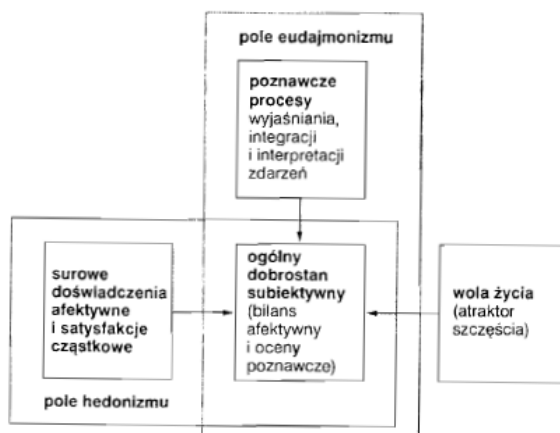 pole eudajmonizmu
poznawcze
procesy
wyjaśniania,
integracji
i interpretacji
zdarzeń
surowe
doświadczenia
afektywne
i satysfakcje
cząstkowe
ogólny
dobrostan
subiektywny
(bilans
afektywny
i oceny
poznawcze)
wola życia
(atraktor
szczęścia)
pole hedonizmu